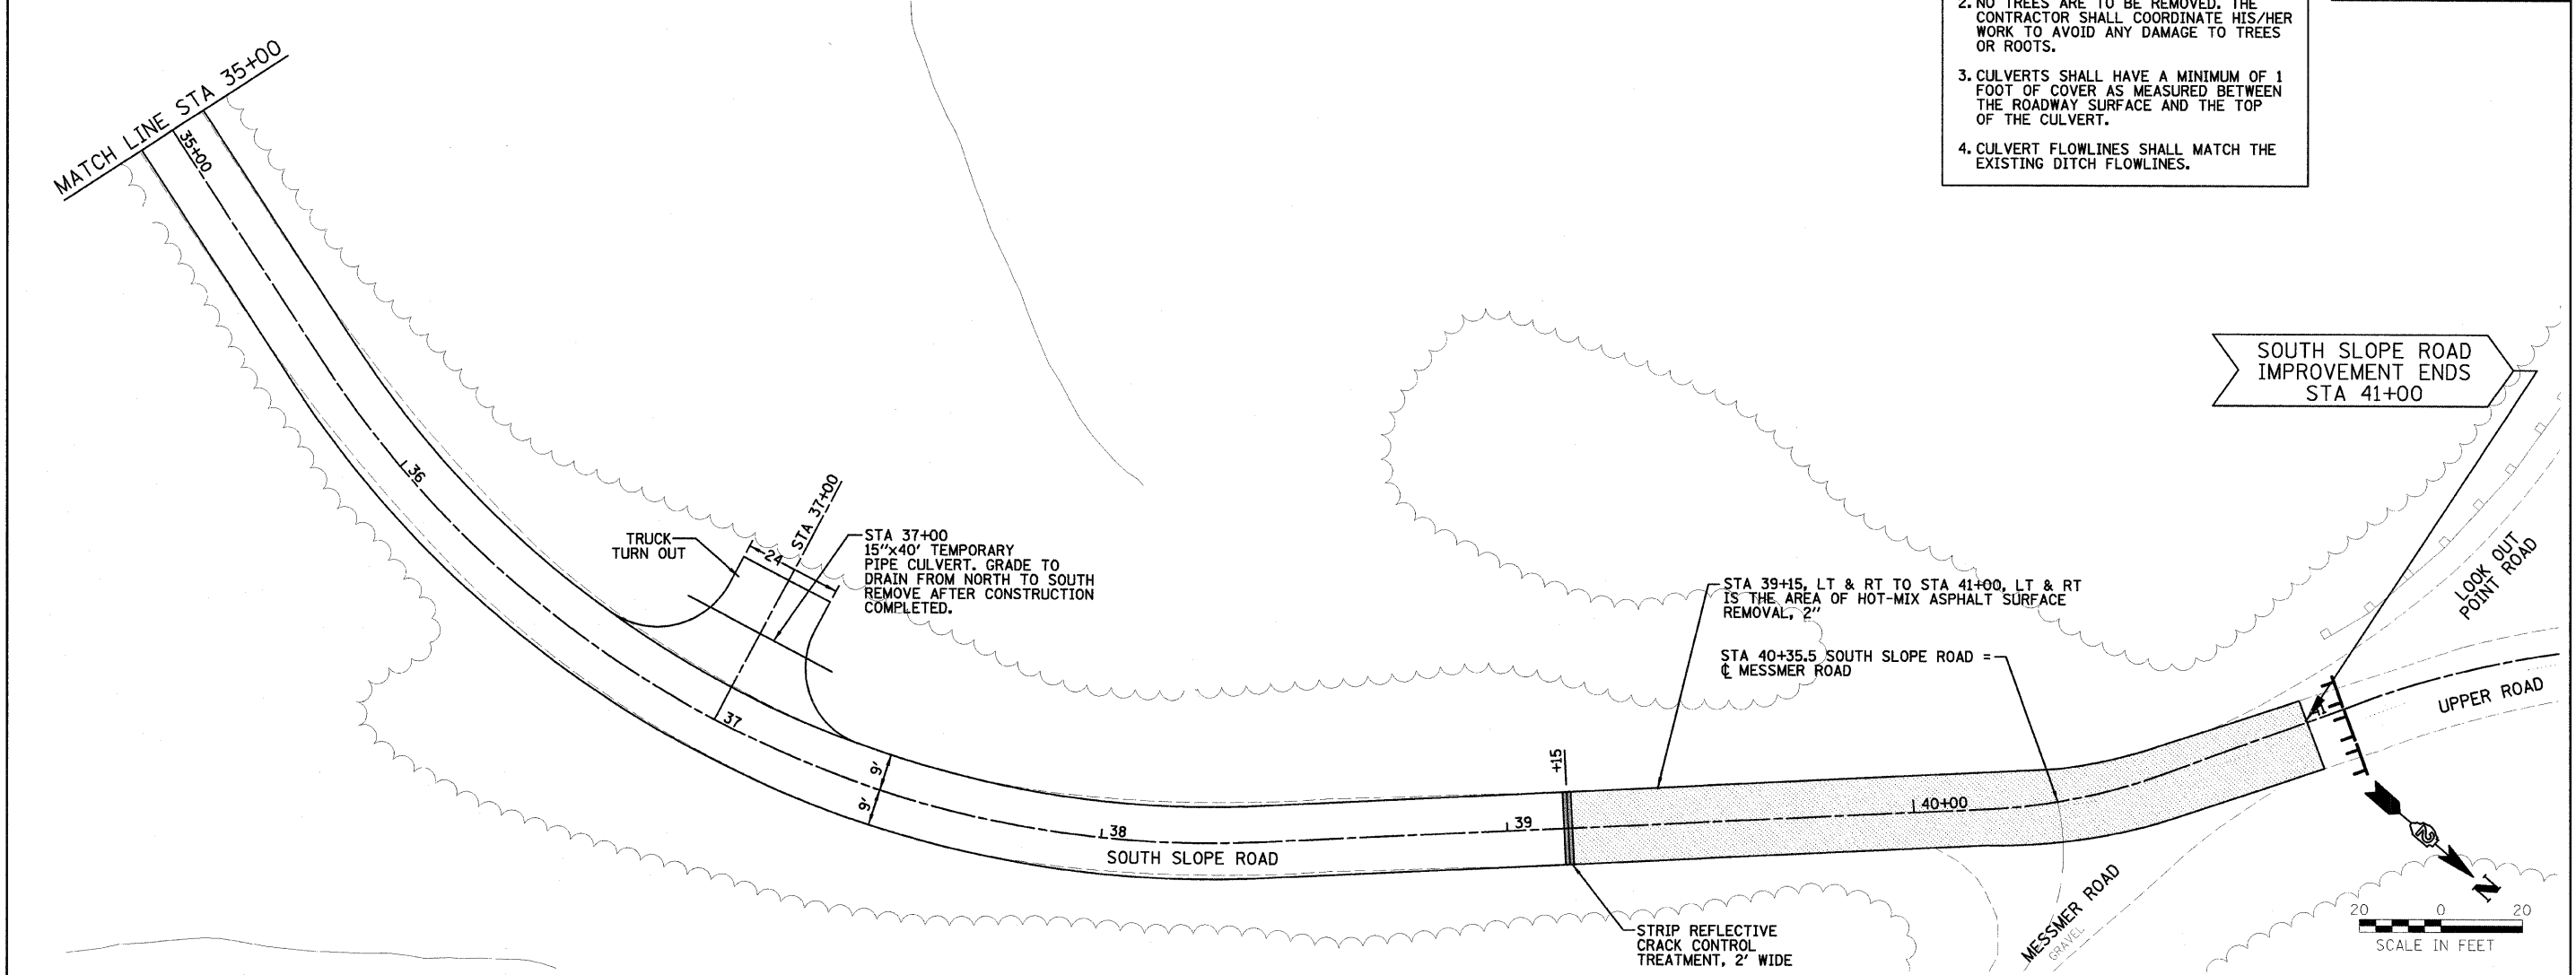 2. NO TREES ARE TO BE REMOVED. THE
CONTRACTOR SHALL COORDINATE HIS/HER
WORK TO AVOID ANY DAMAGE TO TREES
OR ROOTS.
3. CULVERTS SHALL HAVE A MINIMUM OF 1
FOOT OF COVER AS MEASURED BETWEEN
THE ROADWAY SURFACE AND THE TOP
OF THE CULVERT.
4. CULVERT FLOWLINES SHALL MATCH THE
EXISTING DITCH FLOWLINES.
MATCH LINE STA 35+00
35+00
36
SOUTH SLOPE ROAD
IMPROVEMENT ENDS
STA 41+00
TRUCK
TURN OUT
24
STA 37+00
STA 37+00
15"x40' TEMPORARY
PIPE CULVERT. GRADE TO
DRAIN FROM NORTH TO SOUTH
REMOVE AFTER CONSTRUCTION
COMPLETED.
37
9'
9'
38
SOUTH SLOPE ROAD
39
+15
STA 39+15, LT & RT TO STA 41+00, LT & RT
IS THE AREA OF HOT-MIX ASPHALT SURFACE
REMOVAL, 2"
STA 40+35.5 SOUTH SLOPE ROAD =
℄ MESSMER ROAD
40+00
41
LOOK OUT
POINT ROAD
UPPER ROAD
STRIP REFLECTIVE
CRACK CONTROL
TREATMENT, 2' WIDE
MESSMER ROAD
GRAVEL
N
20 0 20
SCALE IN FEET